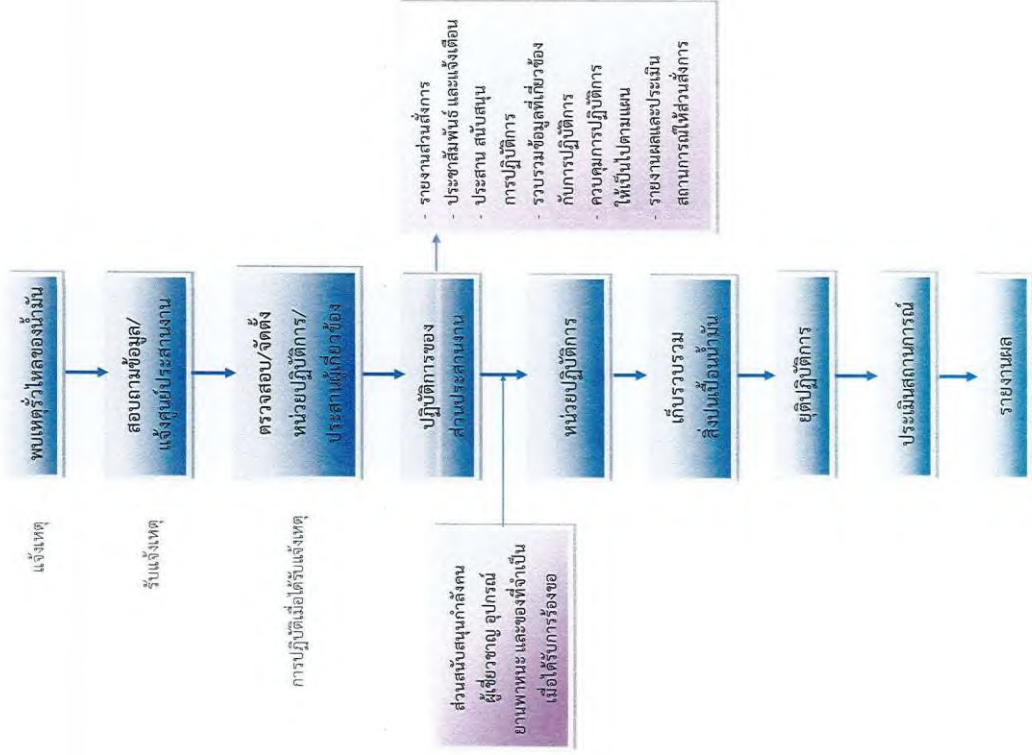 แจ้งเหตุ
พบเหตุรั่วไหลของน้ำมัน
รับแจ้งเหตุ
สอบถามข้อมูล/
แจ้งศูนย์ประสานงาน
การปฏิบัติเมื่อได้รับแจ้งเหตุ
ตรวจสอบ/จัดตั้ง
หน่วยปฏิบัติการ/
ประสานผู้เกี่ยวข้อง
ปฏิบัติการของ
ส่วนประสานงาน
- รายงานส่วนสั่งการ
- ประชาสัมพันธ์ และแจ้งเตือน
- ประสาน สนับสนุน
การปฏิบัติการ
- รวบรวมข้อมูลที่เกี่ยวข้อง
กับการปฏิบัติการ
- ควบคุมการปฏิบัติการ
ให้เป็นไปตามแผน
- รายงานผลและประเมิน
สถานการณ์ให้ส่วนสั่งการ
ส่วนสนับสนุนกำลังคน
ผู้เชี่ยวชาญ อุปกรณ์
ยานพาหนะ และของที่จำเป็น
เมื่อได้รับการร้องขอ
หน่วยปฏิบัติการ
เก็บรวบรวม
สิ่งปนเปื้อนน้ำมัน
ยุติปฏิบัติการ
ประเมินสถานการณ์
รายงานผล